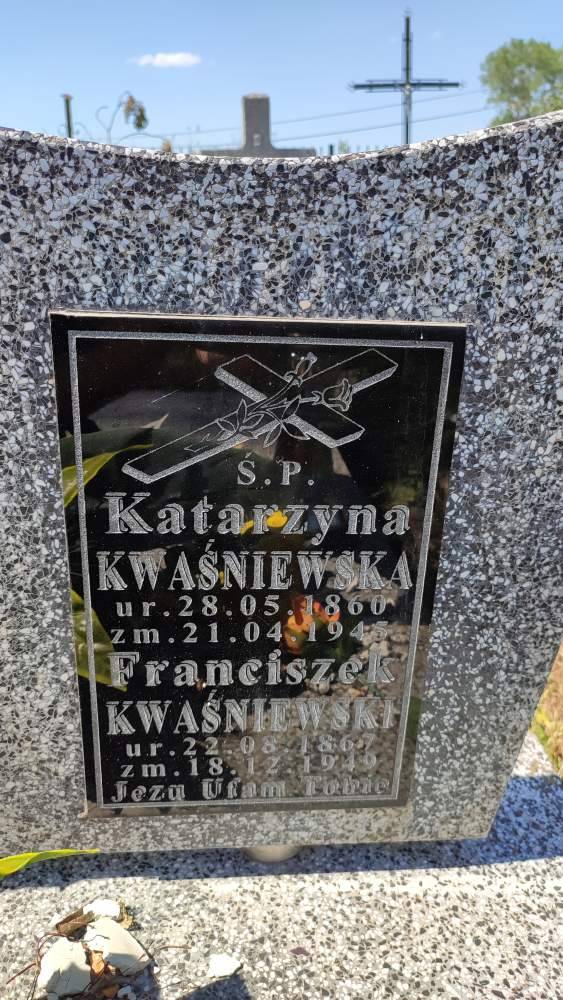 Ś.P.
Katarzyna
KWAŚNIEWSKA
ur.28.05.1860
zm.21.04.1945
Franciszek
KWAŚNIEWSKI
ur.22.08.1867
zm.18.12.1949
Jezu Ufam Tobie